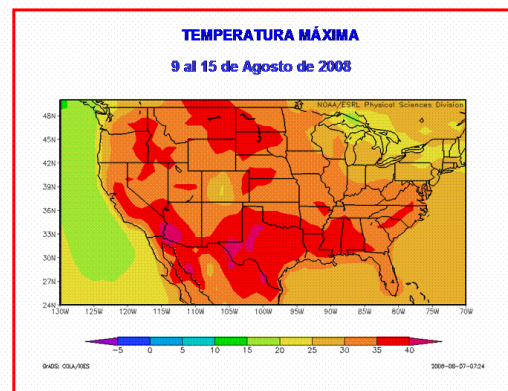 TEMPERATURA MÁXIMA
9 al 15 de Agosto de 2008
NOAA/ESRL Physical Sciences Division
48N
45N
42N
39N
36N
33N
30N
27N
24N
130W 125W 120W 115W 110W 105W 100W 95W 90W 85W 80W 75W 70W
-5 0 5 10 15 20 25 30 35 40
GrADS: COLA/IGES 2008-08-07-07:24